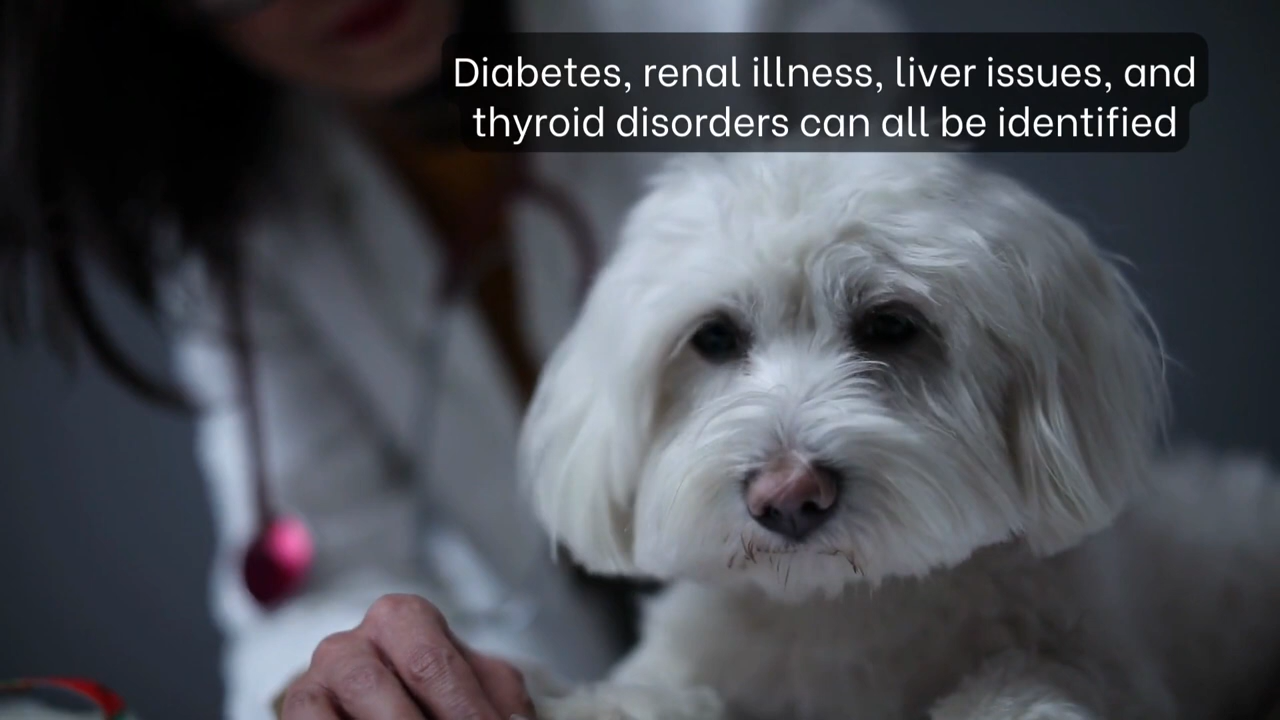 Diabetes, renal illness, liver issues, and
thyroid disorders can all be identified